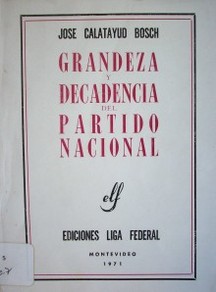 JOSE CALATAYUD BOSCH
GRANDEZA
Y
DECADENCIA
DEL
PARTIDO
NACIONAL
elf
EDICIONES LIGA FEDERAL
MONTEVIDEO
1971